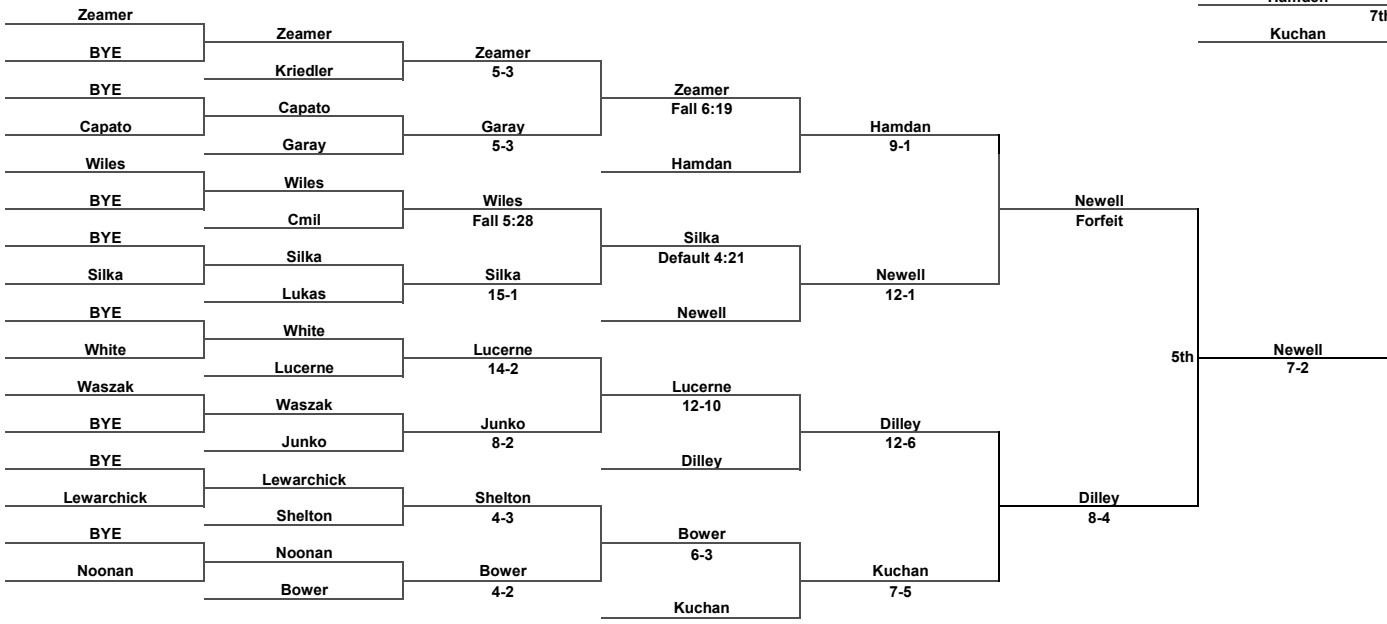 Zeamer
BYE
BYE
Capato
Wiles
BYE
BYE
Silka
BYE
White
Waszak
BYE
BYE
Lewarchick
BYE
Noonan
Zeamer
Kriedler
Capato
Garay
Wiles
Cmil
Silka
Lukas
White
Lucerne
Waszak
Junko
Lewarchick
Shelton
Noonan
Bower
Zeamer
5-3
Garay
5-3
Wiles
Fall 5:28
Silka
15-1
Lucerne
14-2
Junko
8-2
Shelton
4-3
Bower
4-2
Zeamer
Fall 6:19
Hamdan
Silka
Default 4:21
Newell
Lucerne
12-10
Dilley
Bower
6-3
Kuchan
Hamdan
9-1
Newell
12-1
Dilley
12-6
Kuchan
7-5
Newell
Forfeit
Dilley
8-4
5th
Newell
7-2
7th
Kuchan